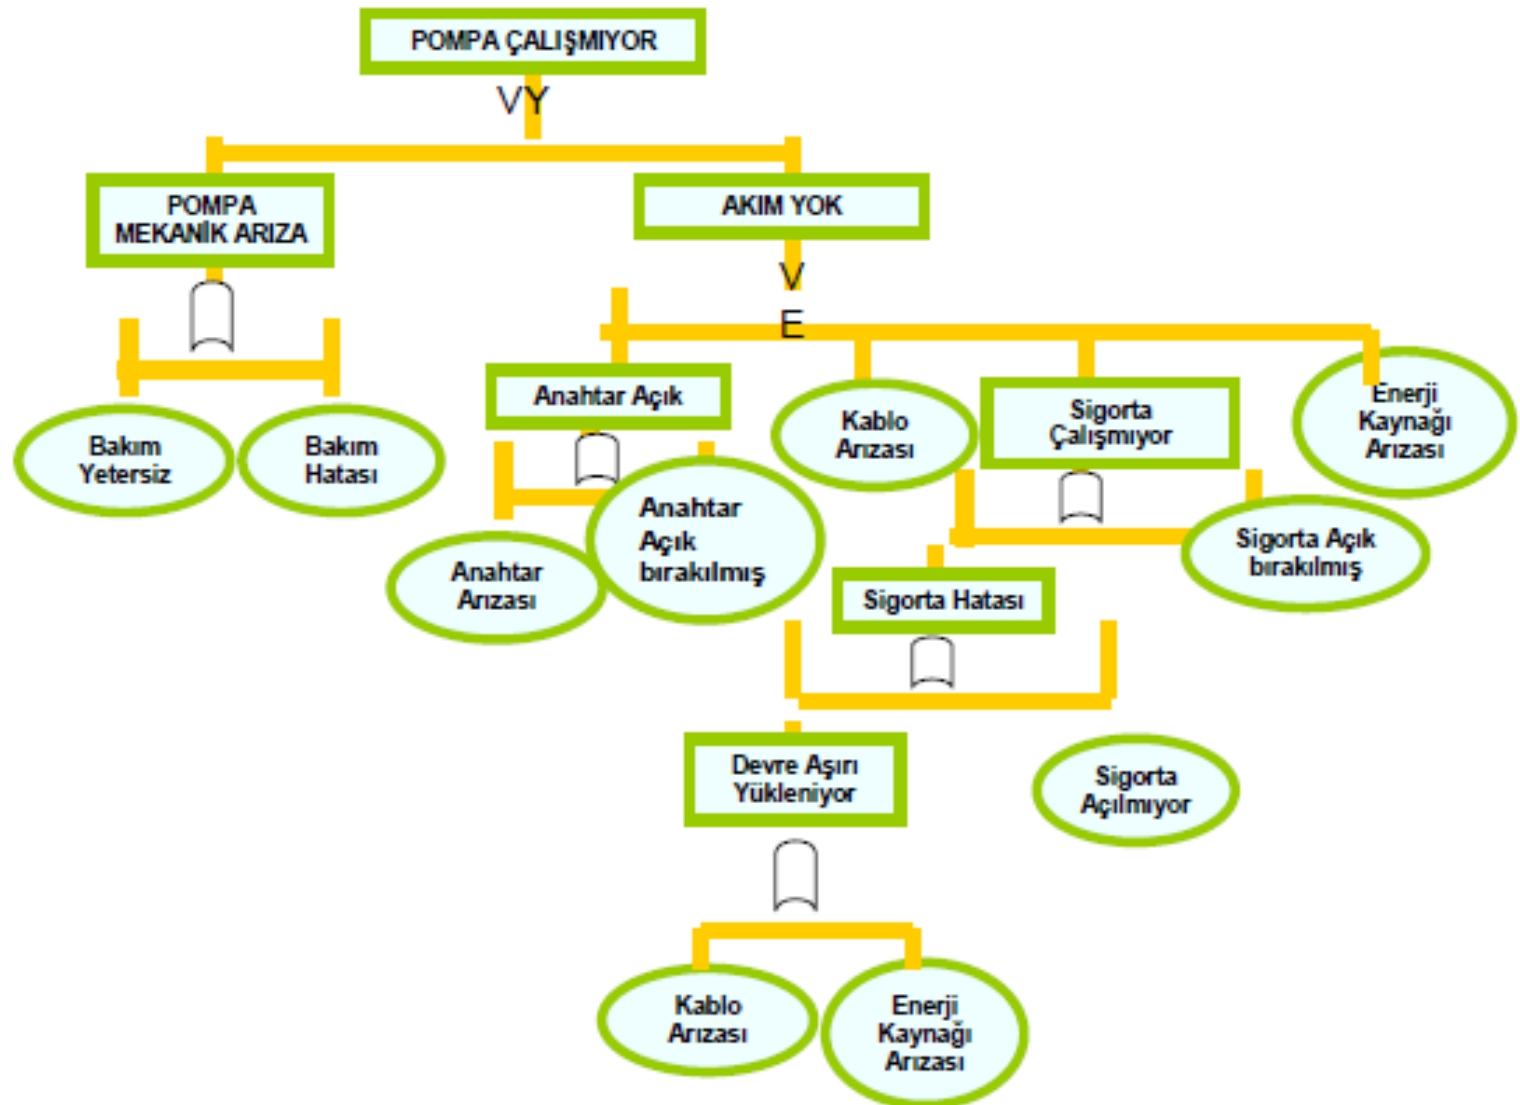 POMPA ÇALIŞMIYOR
VY
POMPA
MEKANİK ARIZA
AKIM YOK
V
E
Anahtar Açık
Kablo
Arızası
Sigorta
Çalışmıyor
Enerji
Kaynağı
Arızası
Bakım
Yetersiz
Bakım
Hatası
Anahtar
Arızası
Anahtar
Açık
bırakılmış
Sigorta Açık
bırakılmış
Sigorta Hatası
Devre Aşırı
Yükleniyor
Sigorta
Açılmıyor
Kablo
Arızası
Enerji
Kaynağı
Arızası